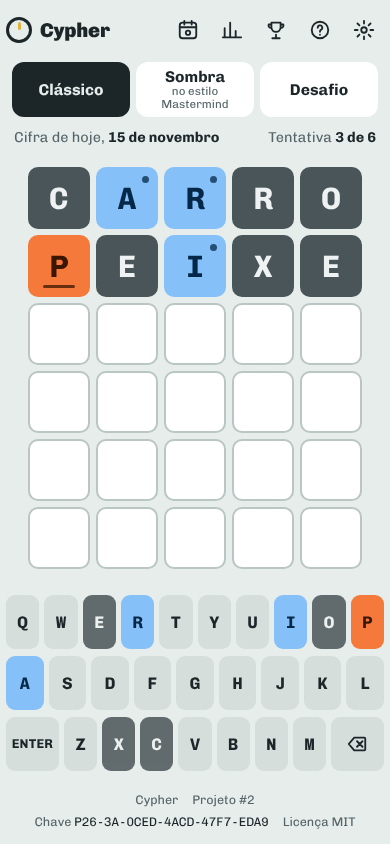 Cypher
Clássico
Sombra
no estilo
Mastermind
Desafio
Cifra de hoje, 15 de novembro
Tentativa 3 de 6
C A R R O
P E I X E
Q W E R T Y U I O P
A S D F G H J K L
ENTER Z X C V B N M
Cypher Projeto #2
Chave P26-3A-0CED-4ACD-47F7-EDA9 Licença MIT